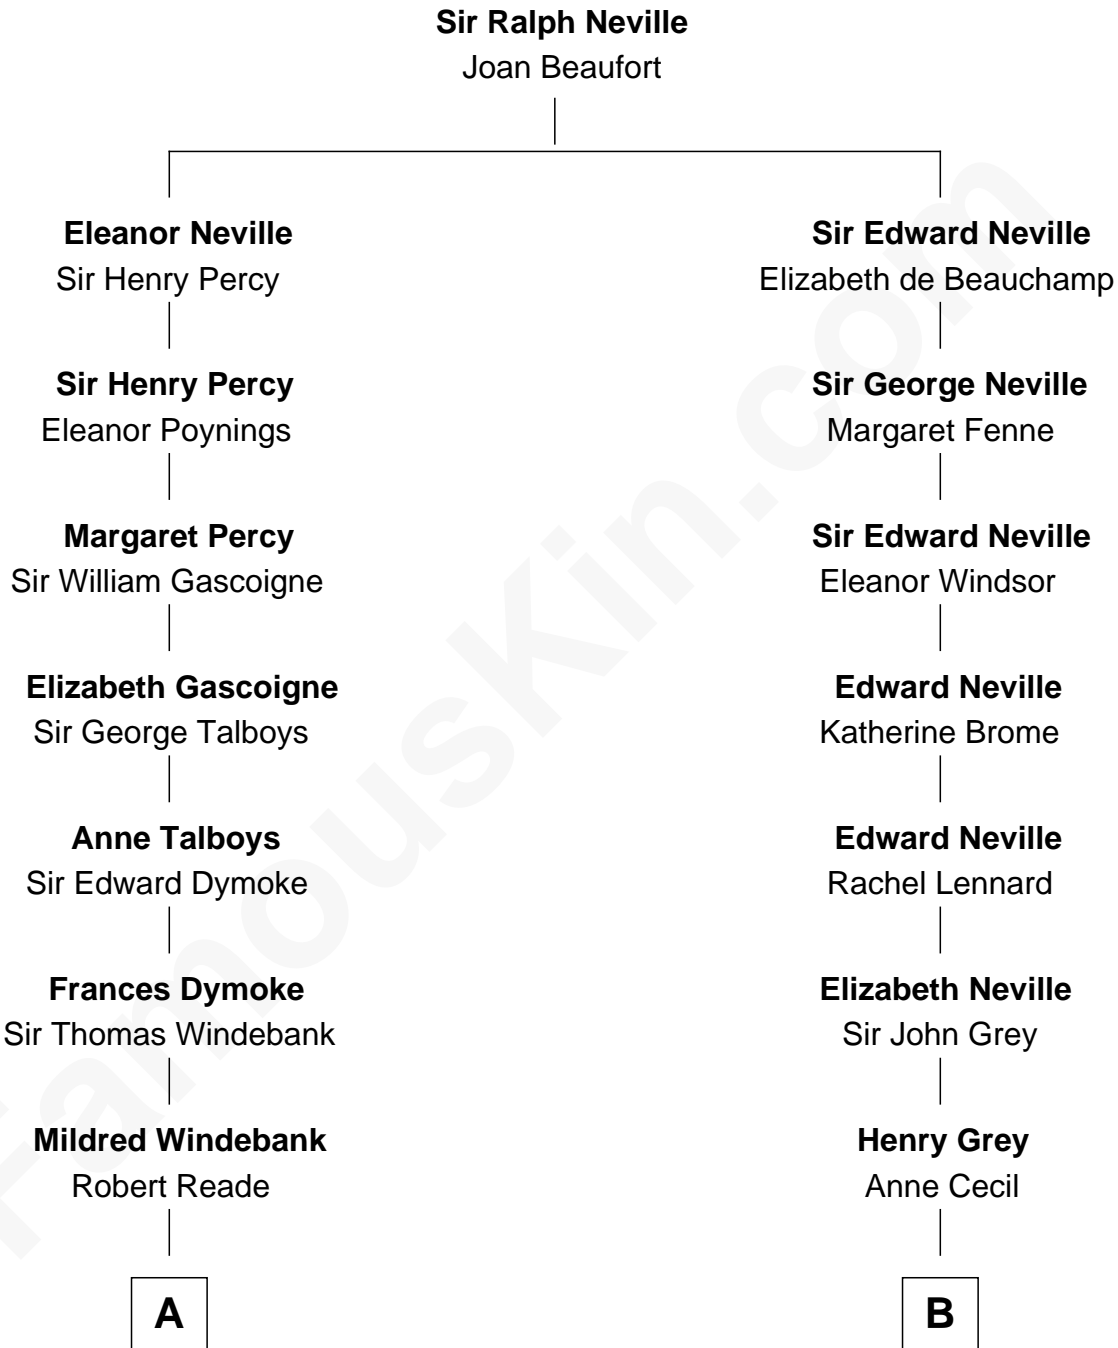 Sir Ralph Neville
Joan Beaufort
Eleanor Neville
Sir Henry Percy
Sir Edward Neville
Elizabeth de Beauchamp
Sir Henry Percy
Eleanor Poynings
Sir George Neville
Margaret Fenne
Margaret Percy
Sir William Gascoigne
Sir Edward Neville
Eleanor Windsor
Elizabeth Gascoigne
Sir George Talboys
Edward Neville
Katherine Brome
Anne Talboys
Sir Edward Dymoke
Edward Neville
Rachel Lennard
Frances Dymoke
Sir Thomas Windebank
Elizabeth Neville
Sir John Grey
Mildred Windebank
Robert Reade
Henry Grey
Anne Cecil
A
B
FamousKin.com